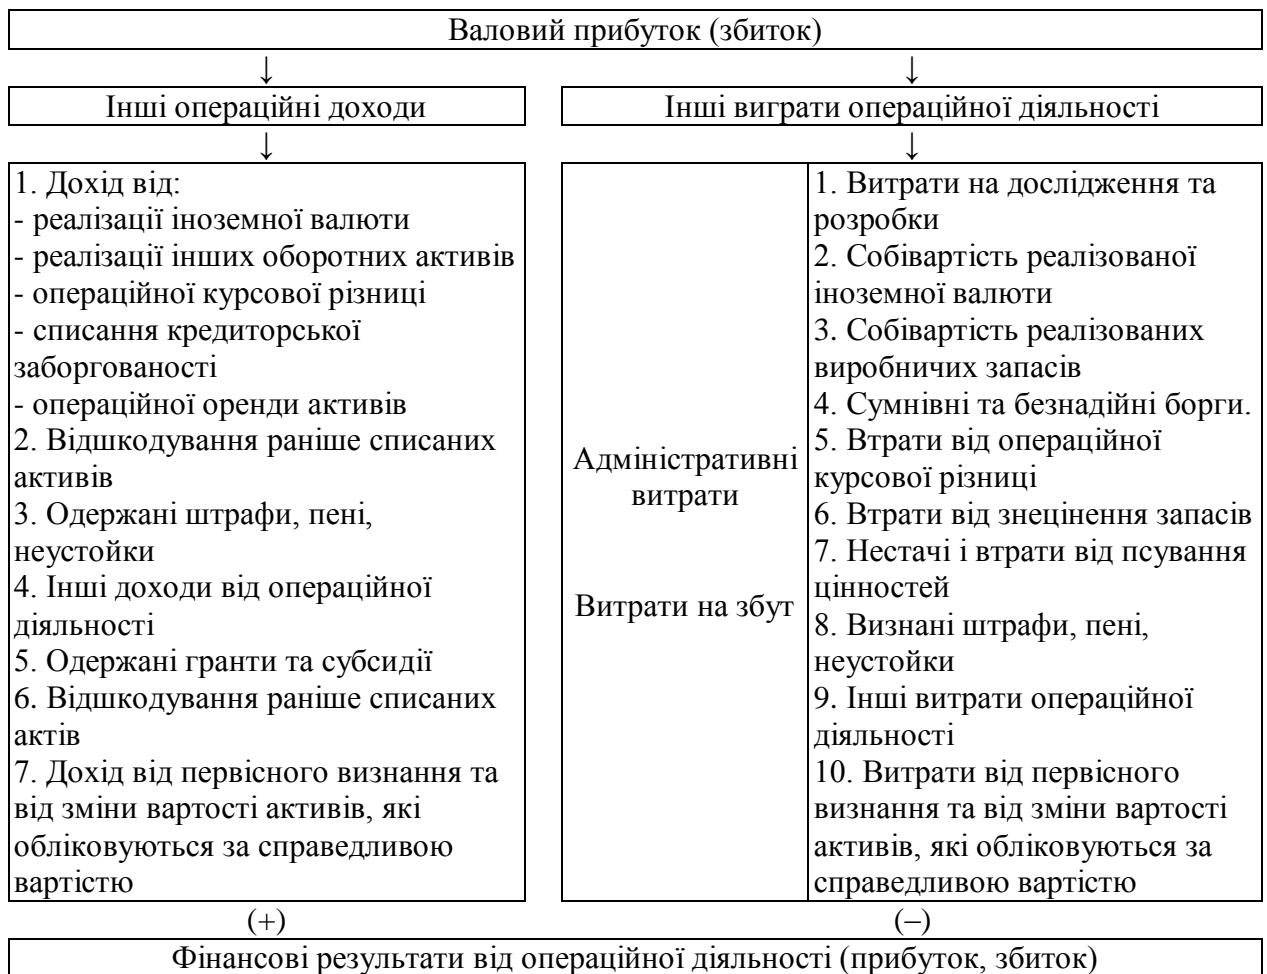 Валовий прибуток (збиток)
↓ ↓
Інші операційні доходи
Інші виграти операційної діяльності
↓ ↓
1. Дохід від:
- реалізації іноземної валюти
- реалізації інших оборотних активів
- операційної курсової різниці
- списання кредиторської
заборгованості
- операційної оренди активів
2. Відшкодування раніше списаних
активів
3. Одержані штрафи, пені,
неустойки
4. Інші доходи від операційної
діяльності
5. Одержані гранти та субсидії
6. Відшкодування раніше списаних
актів
7. Дохід від первісного визнання та
від зміни вартості активів, які
обліковуються за справедливою
вартістю
Адміністративні
витрати
Витрати на збут
1. Витрати на дослідження та
розробки
2. Собівартість реалізованої
іноземної валюти
3. Собівартість реалізованих
виробничих запасів
4. Сумнівні та безнадійні борги.
5. Втрати від операційної
курсової різниці
6. Втрати від знецінення запасів
7. Нестачі і втрати від псування
цінностей
8. Визнані штрафи, пені,
неустойки
9. Інші витрати операційної
діяльності
10. Витрати від первісного
визнання та від зміни вартості
активів, які обліковуються за
справедливою вартістю
(+)
(–)
Фінансові результати від операційної діяльності (прибуток, збиток)